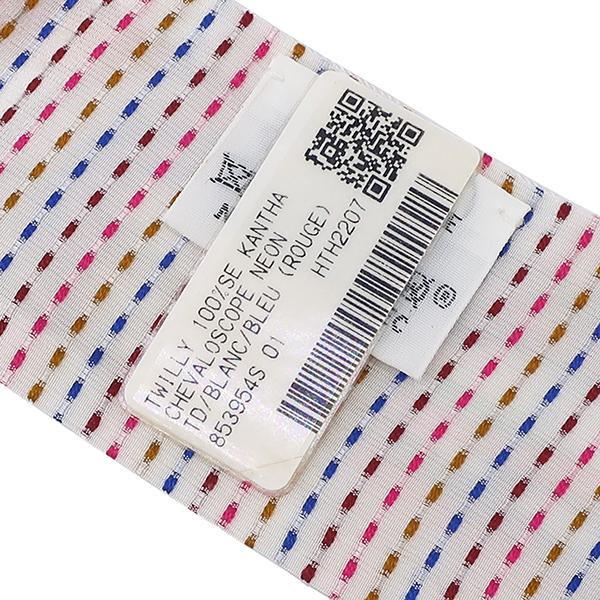 TWILLY 100%SE KANTHA
CHEVALOSCOPE NEON
TD//BLANC/BLEU (ROUGE)
853954S 01
HTH2207